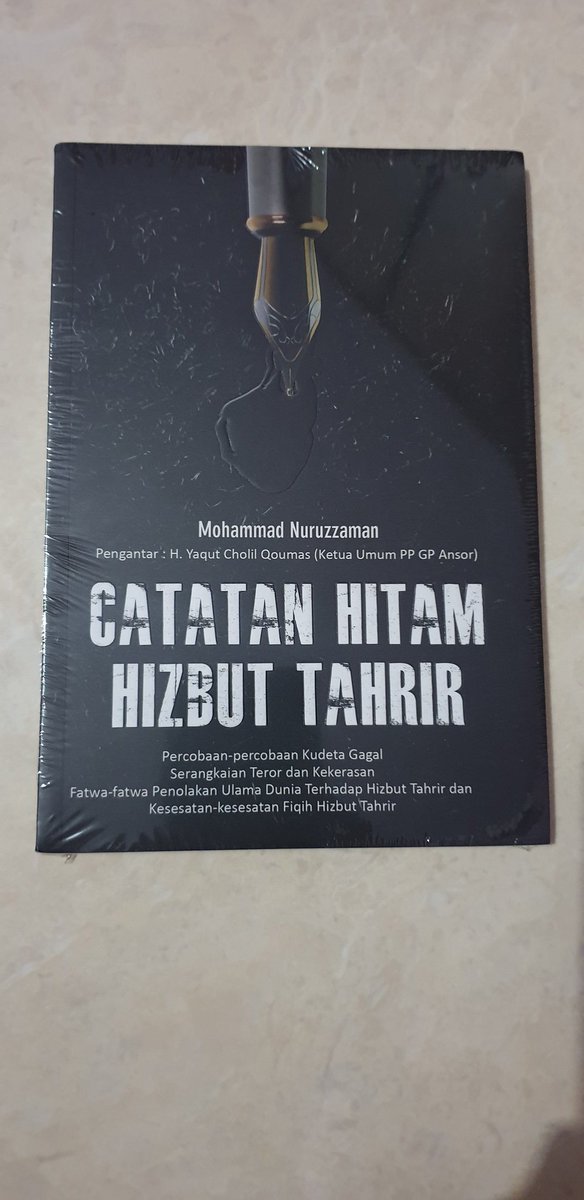 Mohammad Nuruzzaman
Pengantar : H. Yaqut Cholil Qoumas (Ketua Umum PP GP Ansor)
CATATAN HITAM
HIZBUT TAHRIR
Percobaan-percobaan Kudeta Gagal
Serangkaian Teror dan Kekerasan
Fatwa-fatwa Penolakan Ulama Dunia Terhadap Hizbut Tahrir dan
Kesesatan-kesesatan Fiqih Hizbut Tahrir